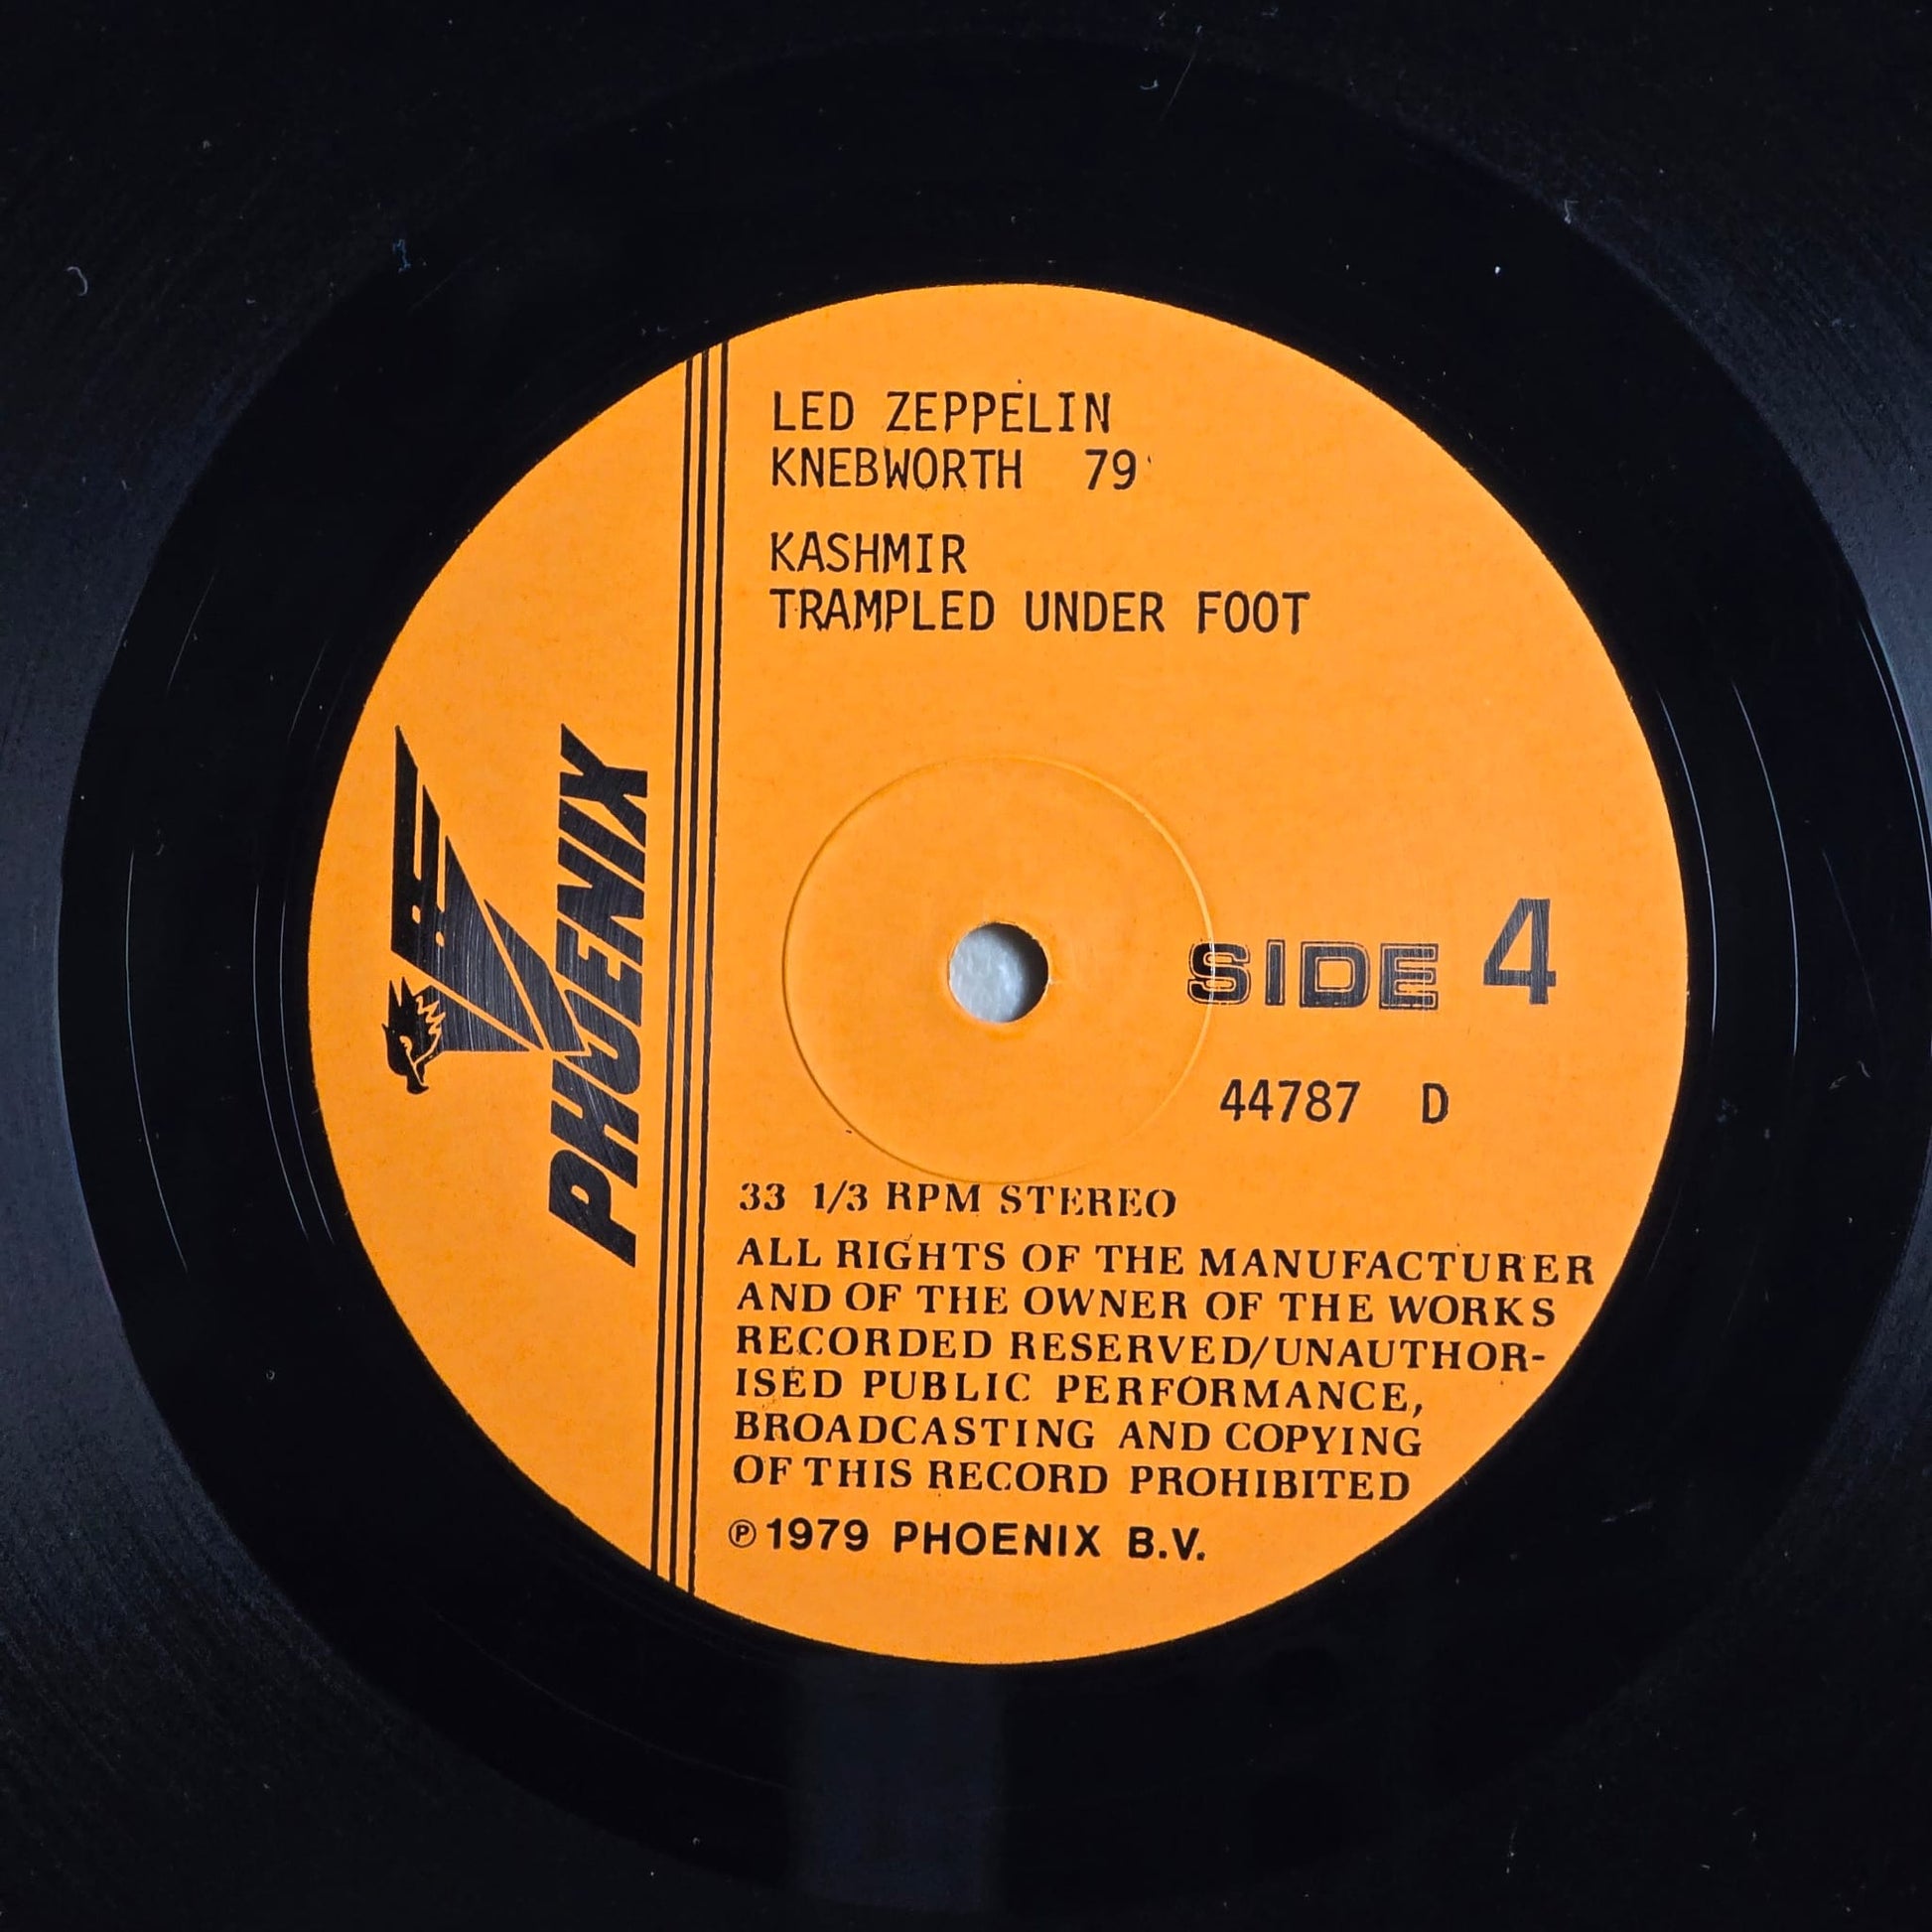 LED ZEPPELIN
KNEBWORTH 79'
KASHMIR
TRAMPLED UNDER FOOT
PHOENIX
SIDE 4
44787 D
33 1/3 RPM STEREO
ALL RIGHTS OF THE MANUFACTURER
AND OF THE OWNER OF THE WORKS
RECORDED RESERVED/UNAUTHOR-
ISED PUBLIC PERFORMANCE,
BROADCASTING AND COPYING
OF THIS RECORD PROHIBITED
℗ 1979 PHOENIX B.V.